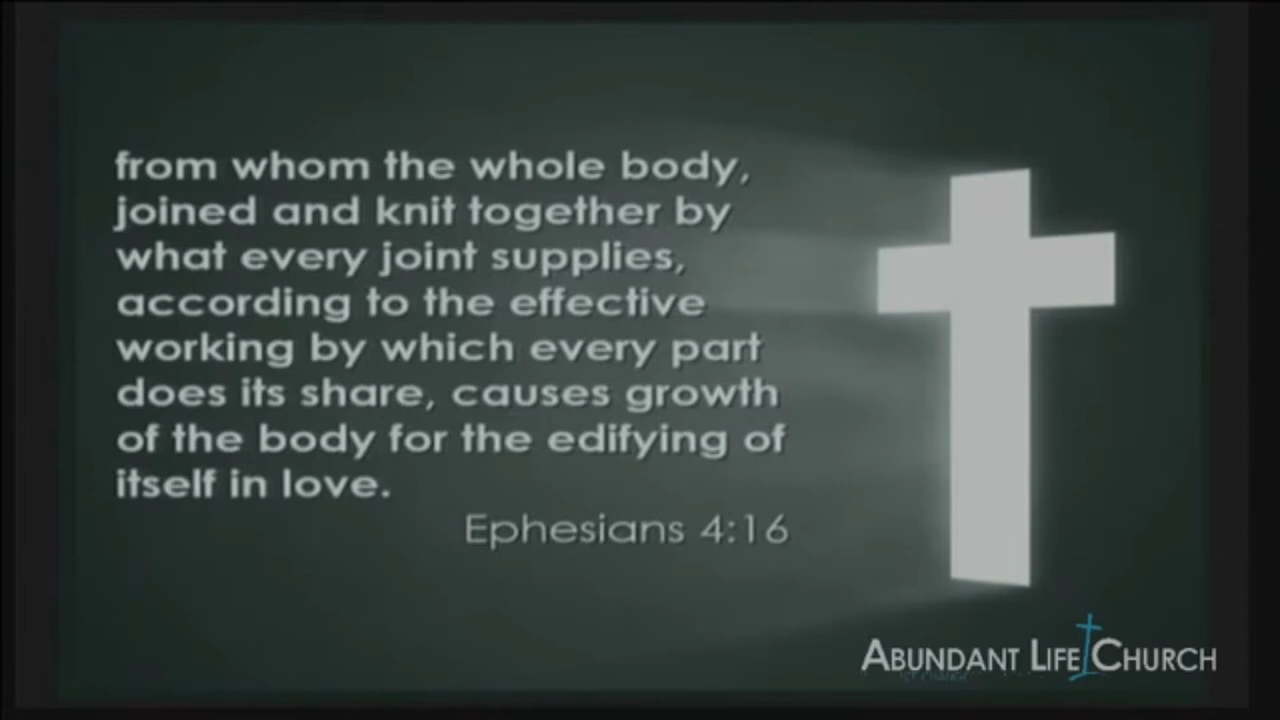 from whom the whole body,
joined and knit together by
what every joint supplies,
according to the effective
working by which every part
does its share, causes growth
of the body for the edifying of
itself in love.
Ephesians 4:16
ABUNDANT LIFE CHURCH